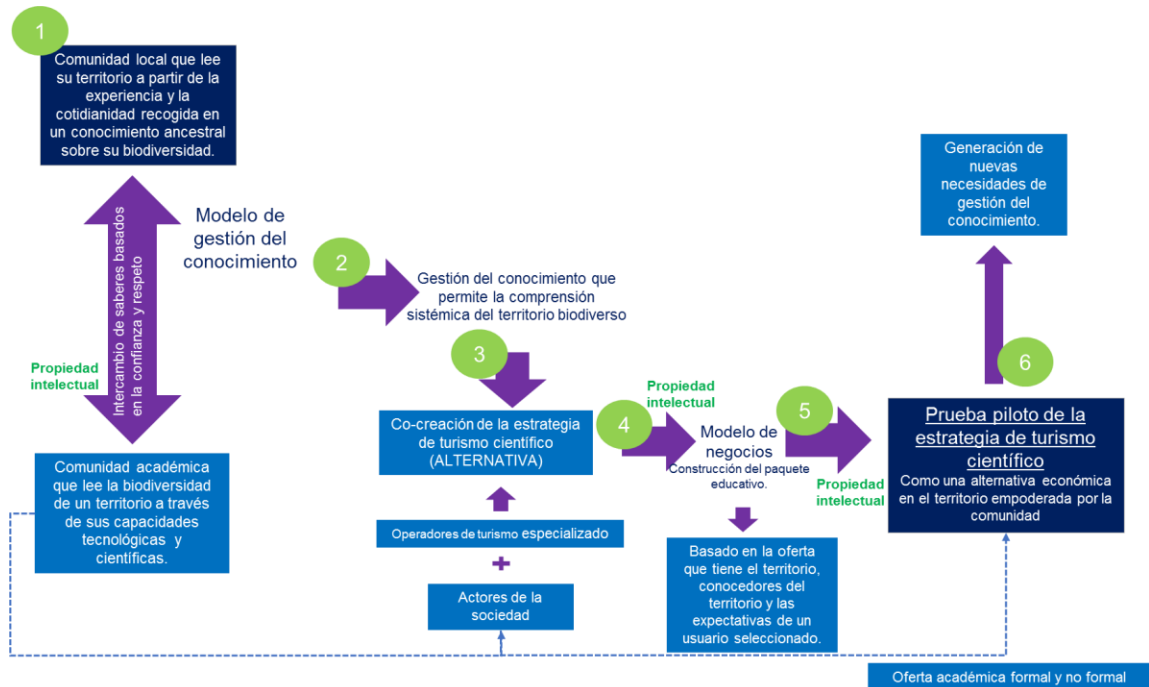 1
Comunidad local que lee
su territorio a partir de la
experiencia y la
cotidianidad recogida en
un conocimiento ancestral
sobre su biodiversidad.
Intercambio de saberes basados
en la confianza y respeto
Propiedad
intelectual
Comunidad académica
que lee la biodiversidad
de un territorio a través
de sus capacidades
tecnológicas y
científicas.
Modelo de
gestión del
conocimiento
2
Gestión del conocimiento que
permite la comprensión
sistémica del territorio biodiverso
3
Co-creación de la estrategia
de turismo científico
(ALTERNATIVA)
Operadores de turismo especializado
+
Actores de la
sociedad
4
Propiedad
intelectual
Modelo de
negocios
Construcción del paquete
educativo.
Basado en la oferta
que tiene el territorio,
conocedores del
territorio y las
expectativas de un
usuario seleccionado.
5
Propiedad
intelectual
Prueba piloto de la
estrategia de turismo
científico
Como una alternativa económica
en el territorio empoderada por la
comunidad
6
Generación de
nuevas
necesidades de
gestión del
conocimiento.
Oferta académica formal y no formal